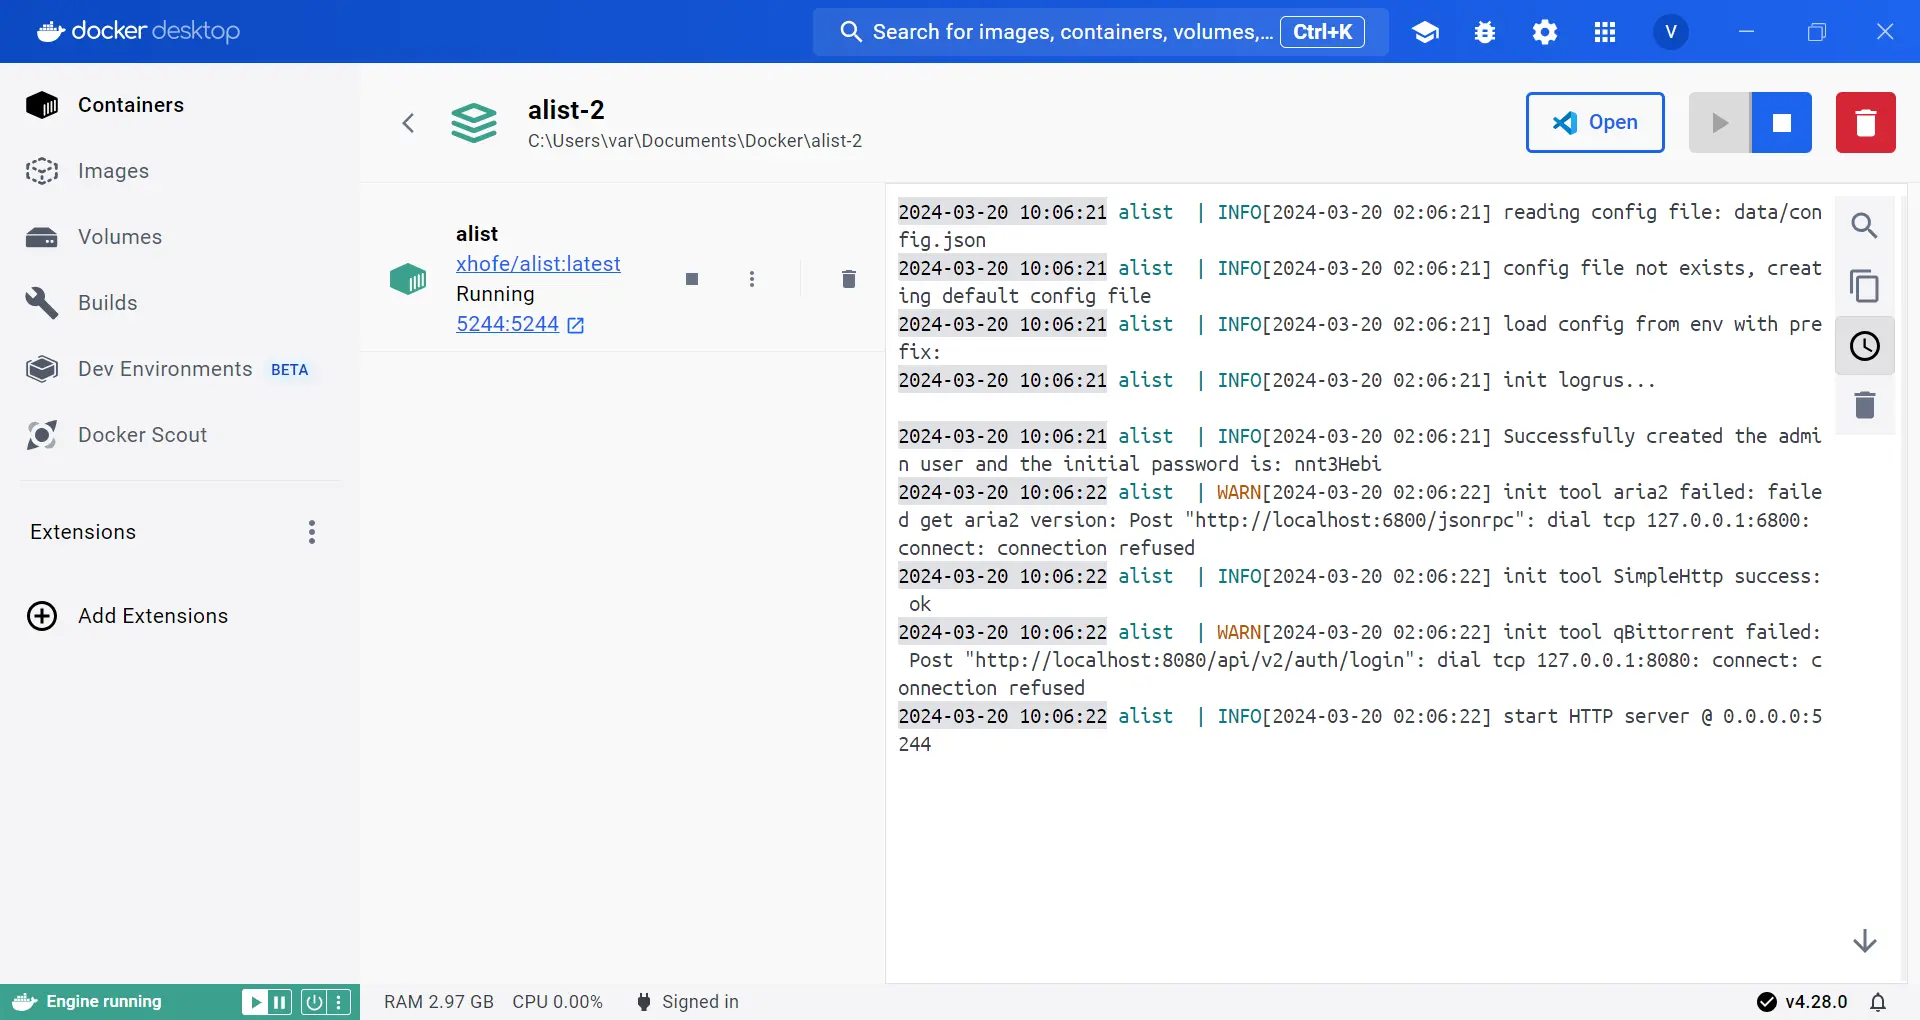 docker desktop
Search for images, containers, volumes,... Ctrl+K
V
Containers
Images
Volumes
Builds
Dev Environments BETA
Docker Scout
Extensions
Add Extensions
alist-2
C:\Users\var\Documents\Docker\alist-2
Open
alist
xhofe/alist:latest
Running
5244:5244
2024-03-20 10:06:21 alist | INFO[2024-03-20 02:06:21] reading config file: data/con
fig.json
2024-03-20 10:06:21 alist | INFO[2024-03-20 02:06:21] config file not exists, creat
ing default config file
2024-03-20 10:06:21 alist | INFO[2024-03-20 02:06:21] load config from env with pre
fix:
2024-03-20 10:06:21 alist | INFO[2024-03-20 02:06:21] init logrus...
2024-03-20 10:06:21 alist | INFO[2024-03-20 02:06:21] Successfully created the admi
n user and the initial password is: nnt3Hebi
2024-03-20 10:06:22 alist | WARN[2024-03-20 02:06:22] init tool aria2 failed: faile
d get aria2 version: Post "http://localhost:6800/jsonrpc": dial tcp 127.0.0.1:6800:
connect: connection refused
2024-03-20 10:06:22 alist | INFO[2024-03-20 02:06:22] init tool SimpleHttp success:
ok
2024-03-20 10:06:22 alist | WARN[2024-03-20 02:06:22] init tool qBittorrent failed:
Post "http://localhost:8080/api/v2/auth/login": dial tcp 127.0.0.1:8080: connect: c
onnection refused
2024-03-20 10:06:22 alist | INFO[2024-03-20 02:06:22] start HTTP server @ 0.0.0.0:5
244
Engine running
RAM 2.97 GB CPU 0.00% Signed in
v4.28.0